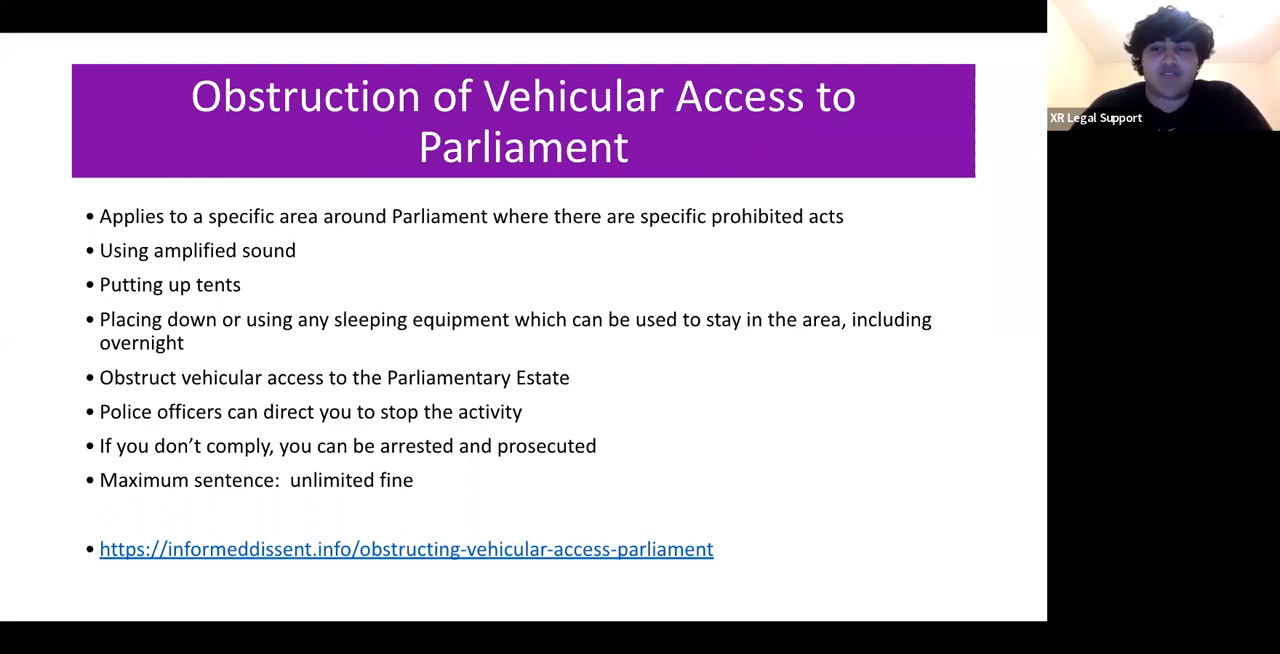 Obstruction of Vehicular Access to
Parliament
XR Legal Support
• Applies to a specific area around Parliament where there are specific prohibited acts
• Using amplified sound
• Putting up tents
• Placing down or using any sleeping equipment which can be used to stay in the area, including
overnight
• Obstruct vehicular access to the Parliamentary Estate
• Police officers can direct you to stop the activity
• If you don’t comply, you can be arrested and prosecuted
• Maximum sentence:  unlimited fine
• https://informeddissent.info/obstructing-vehicular-access-parliament